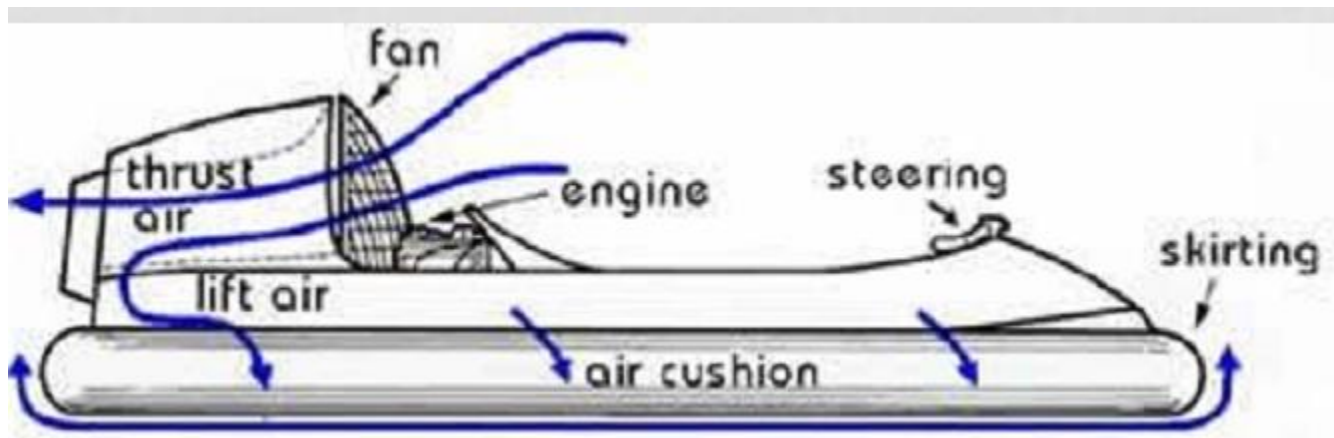 fan
thrust
air
engine
steering
skirting
lift air
air cushion